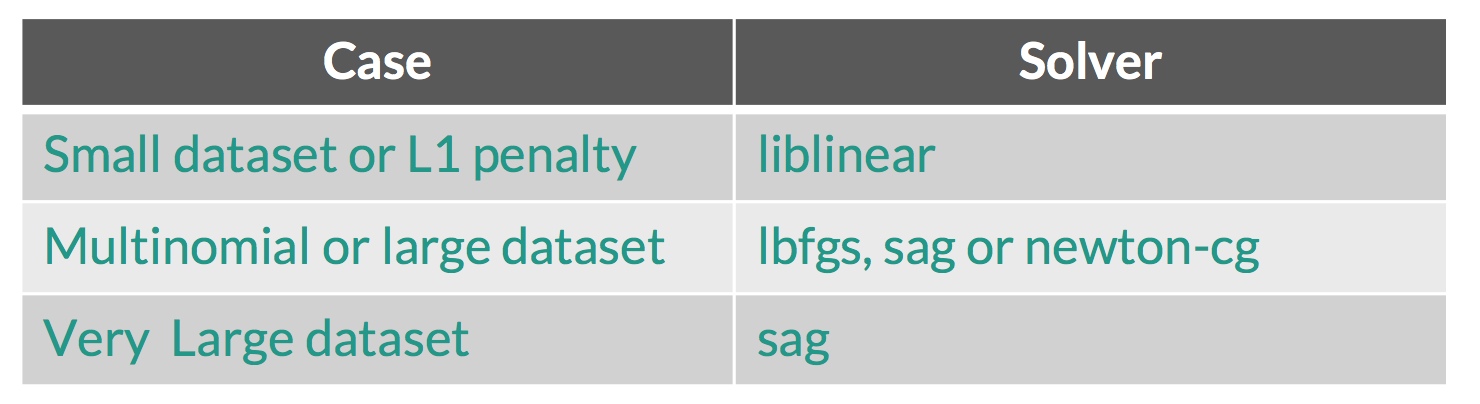 Case Solver
Small dataset or L1 penalty liblinear
Multinomial or large dataset lbfgs, sag or newton-cg
Very Large dataset sag